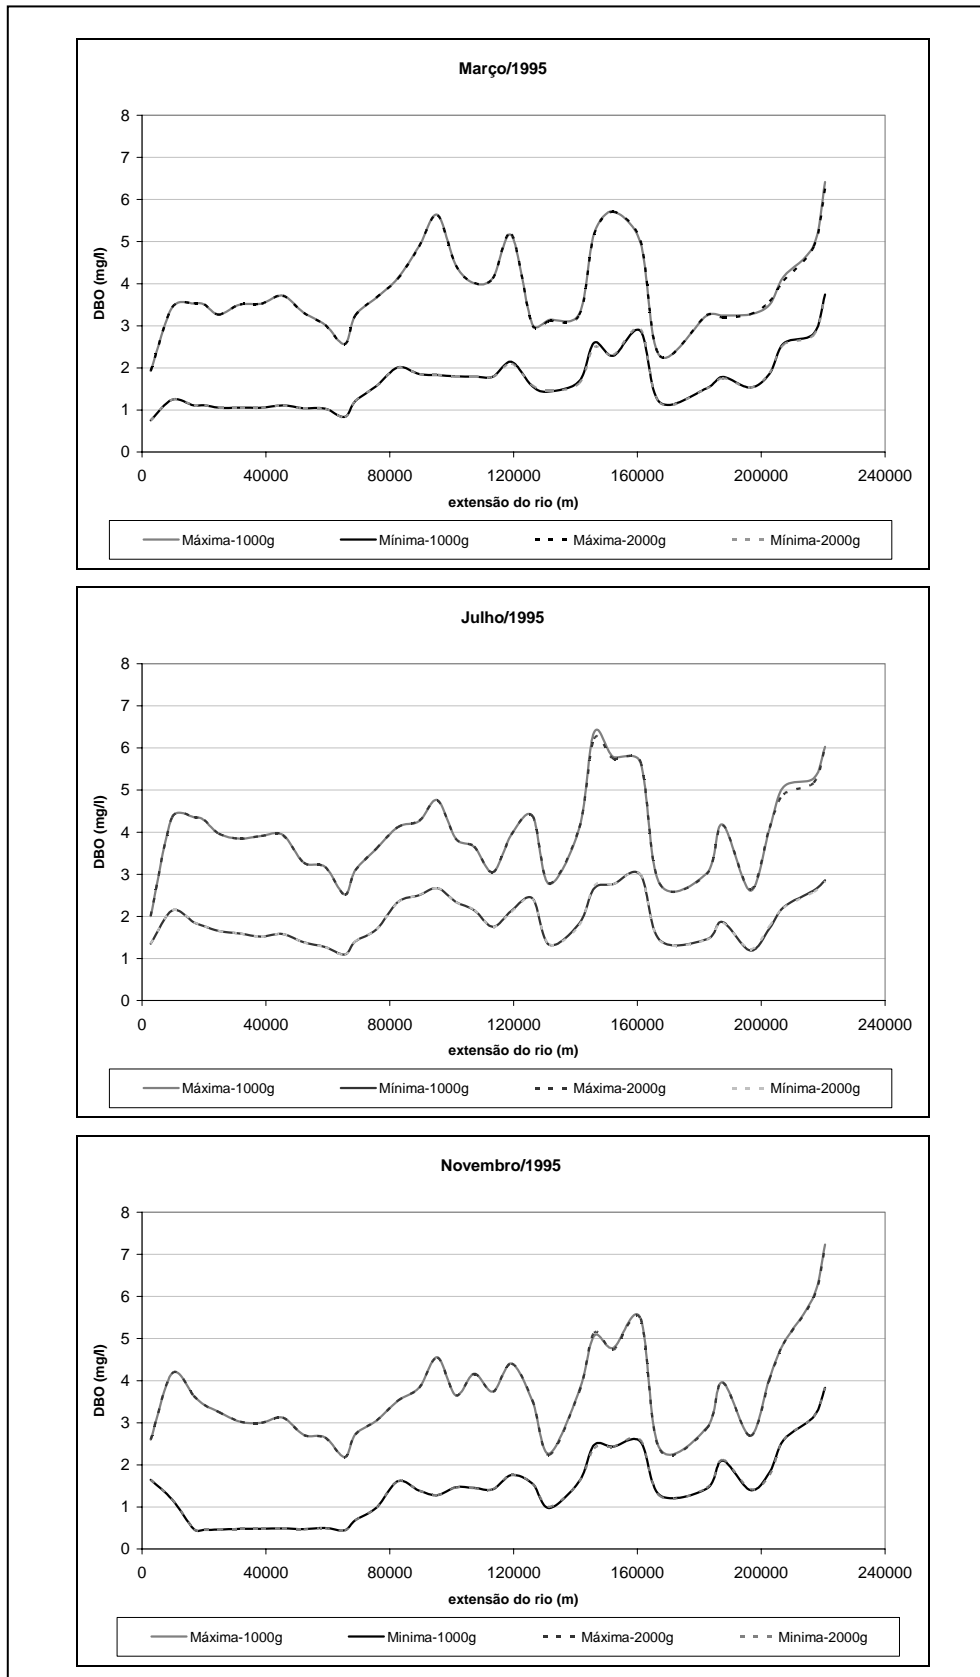 Março/1995
8
7
6
5
4
3
2
1
0
DBO (mg/l)
0 40000 80000 120000 160000 200000 240000
extensão do rio (m)
Máxima-1000g Mínima-1000g Máxima-2000g Mínima-2000g
Julho/1995
8
7
6
5
4
3
2
1
0
DBO (mg/l)
0 40000 80000 120000 160000 200000 240000
extensão do rio (m)
Máxima-1000g Mínima-1000g Máxima-2000g Mínima-2000g
Novembro/1995
8
7
6
5
4
3
2
1
0
DBO (mg/l)
0 40000 80000 120000 160000 200000 240000
extensão do rio (m)
Máxima-1000g Minima-1000g Máxima-2000g Minima-2000g